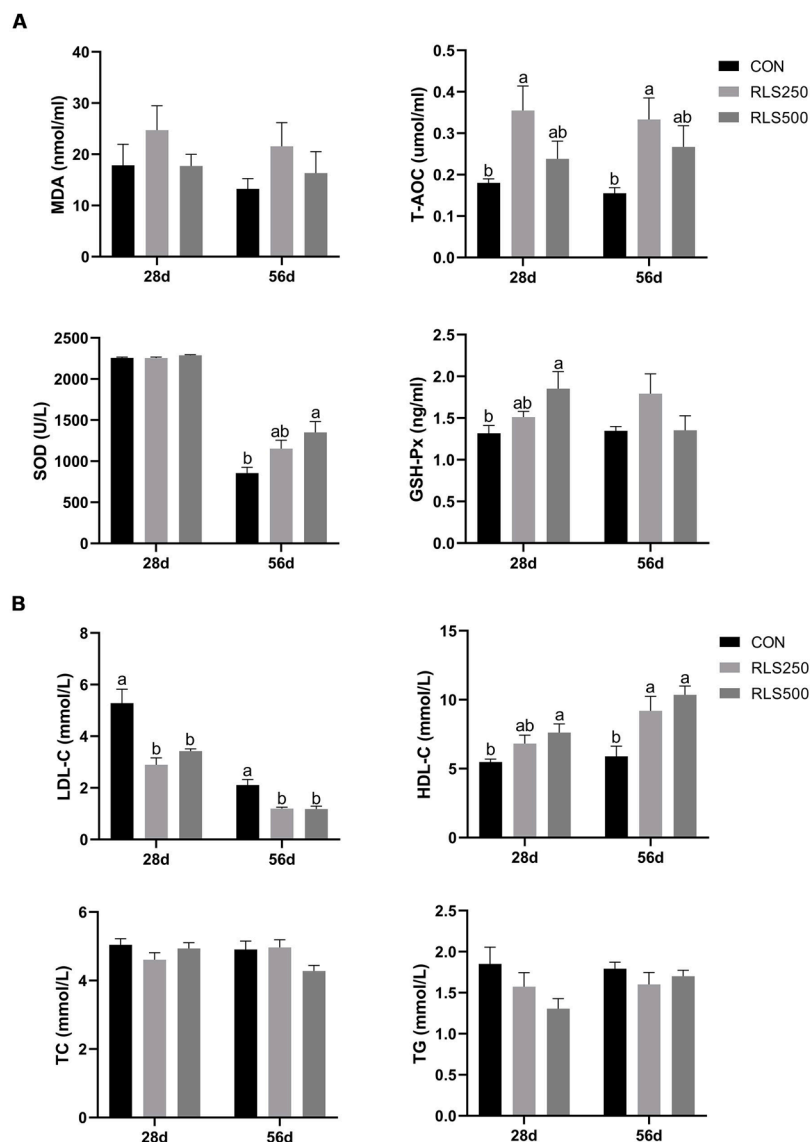 A
MDA (nmol/ml)
40
30
20
10
0
28d
56d
T-AOC (umol/ml)
0.5
0.4
0.3
0.2
0.1
0.0
b
a
ab
b
a
ab
28d
56d
CON
RLS250
RLS500
SOD (U/L)
2500
2000
1500
1000
500
0
b
ab
a
28d
56d
GSH-Px (ng/ml)
2.5
2.0
1.5
1.0
0.5
0.0
b
ab
a
28d
56d
B
LDL-C (mmol/L)
8
6
4
2
0
a
b
b
a
b
b
28d
56d
HDL-C (mmol/L)
15
10
5
0
b
ab
a
b
a
a
28d
56d
CON
RLS250
RLS500
TC (mmol/L)
6
4
2
0
28d
56d
TG (mmol/L)
2.5
2.0
1.5
1.0
0.5
0.0
28d
56d